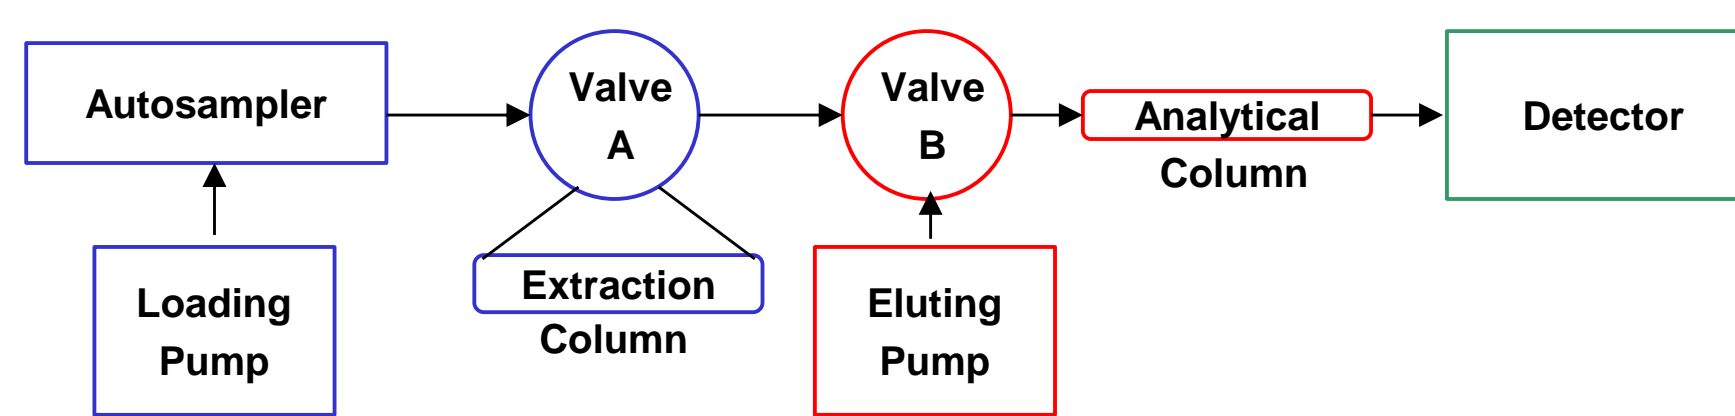 Autosampler
Valve
A
Valve
B
Analytical
Column
Detector
Loading
Pump
Extraction
Column
Eluting
Pump